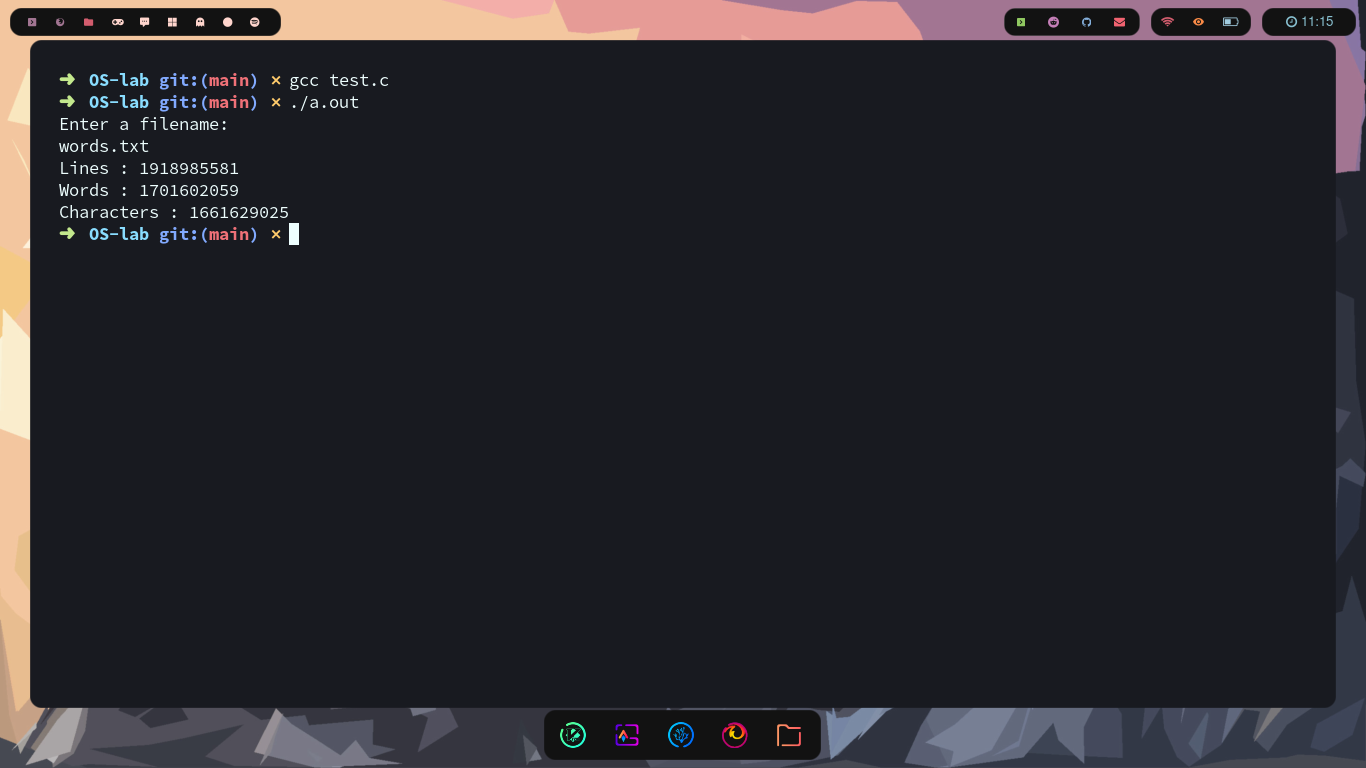 11:15
➜ OS-lab git:(main) × gcc test.c
➜ OS-lab git:(main) × ./a.out
Enter a filename:
words.txt
Lines : 1918985581
Words : 1701602059
Characters : 1661629025
➜ OS-lab git:(main) ×